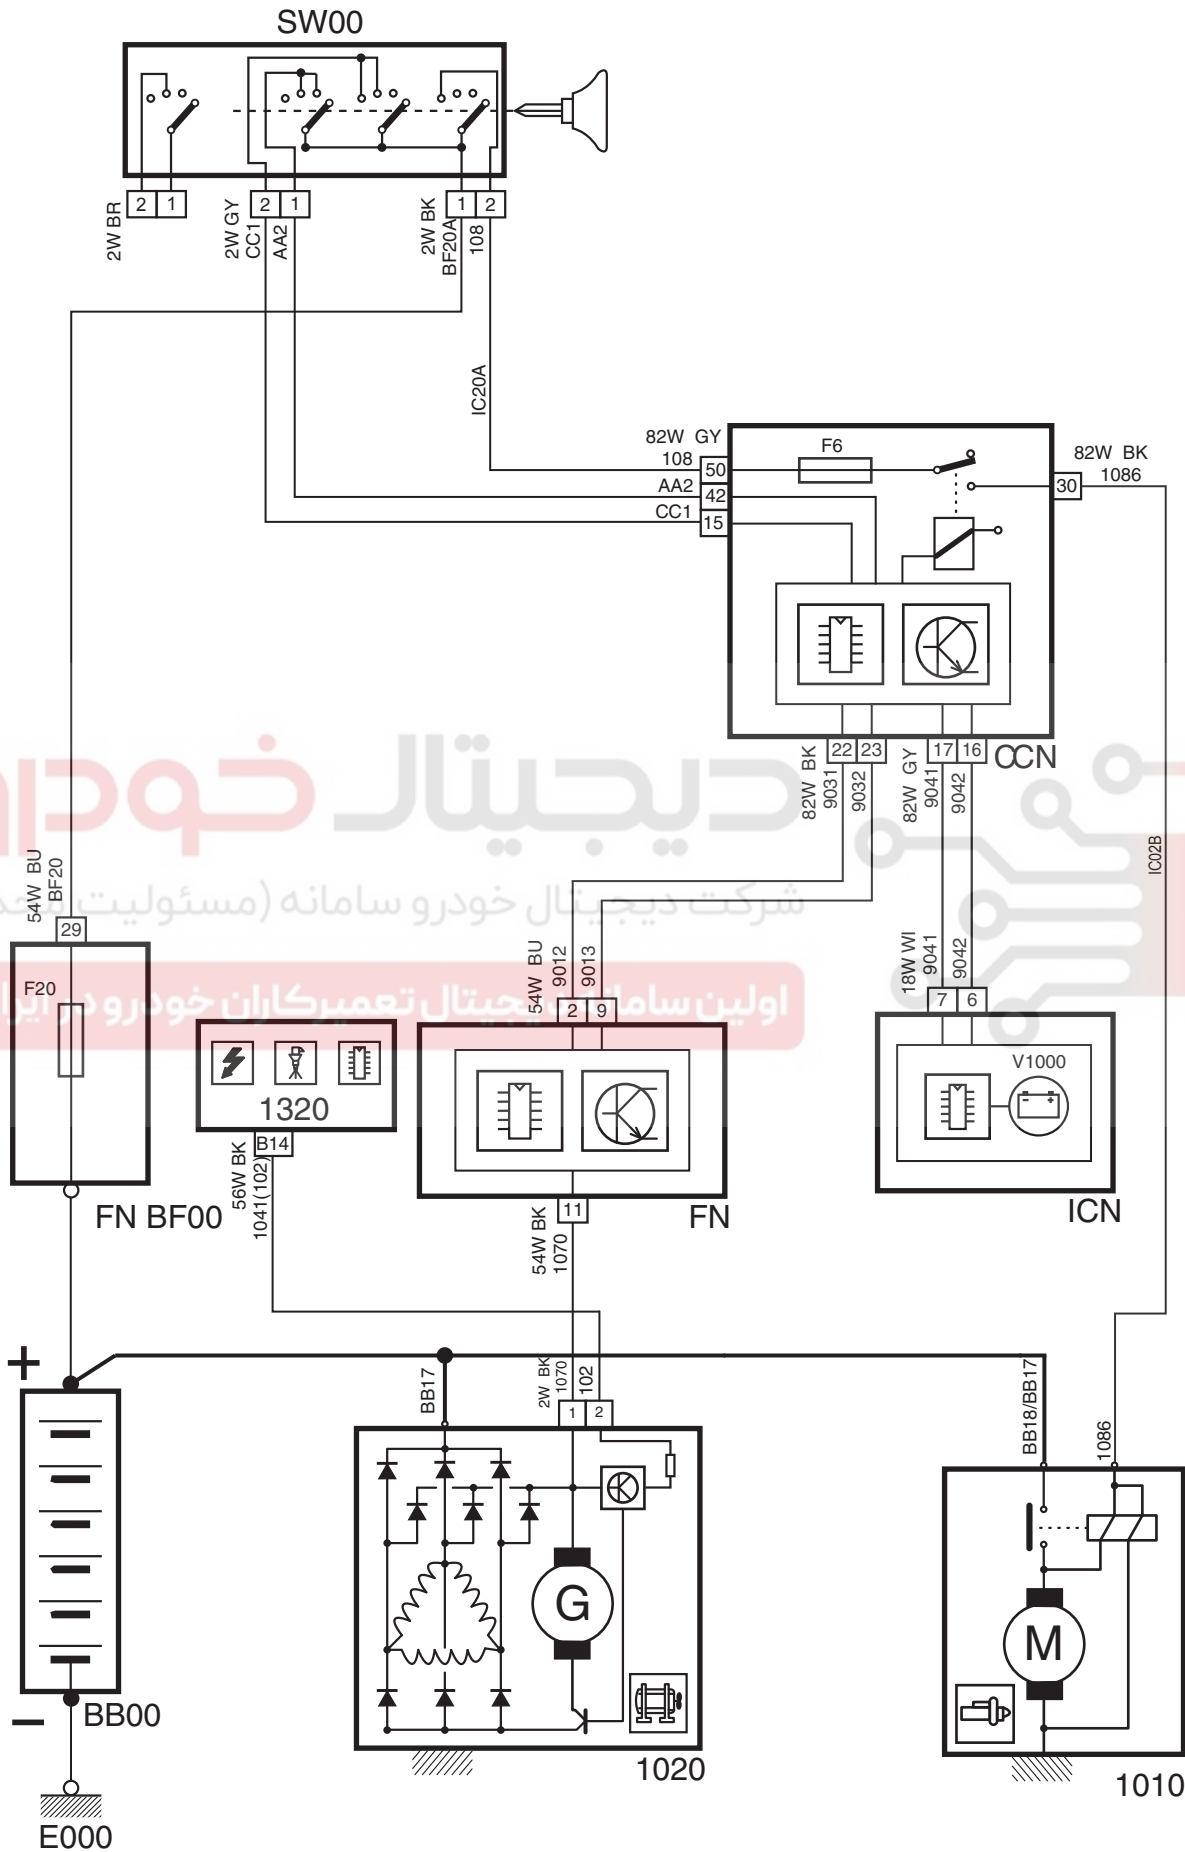 SW00
2
1
2
1
1
2
2W BR
2W GY
CC1
AA2
2W BK
BF20A
108
IC20A
82W GY
108
50
AA2
42
CC1
15
F6
82W BK
1086
30
22
23
17
16
CCN
82W BK
9031
9032
82W GY
9041
9042
IC02B
دیجیتال خودرو
شرکت دیجیتال خودرو سامانه (مسئولیت
اولین سامانه دیجیتال تعمیرکاران خودرو در ایرا
54W BU
BF20
29
F20
FN BF00
54W BU
9012
9013
2
9
18W WI
9041
9042
7
6
V1000
ICN
1320
B14
56W BK
1041(102)
FN
11
54W BK
1070
+
BB17
2W BK
1070
102
1
2
BB18/BB17
1086
G
M
−
BB00
1020
1010
E000